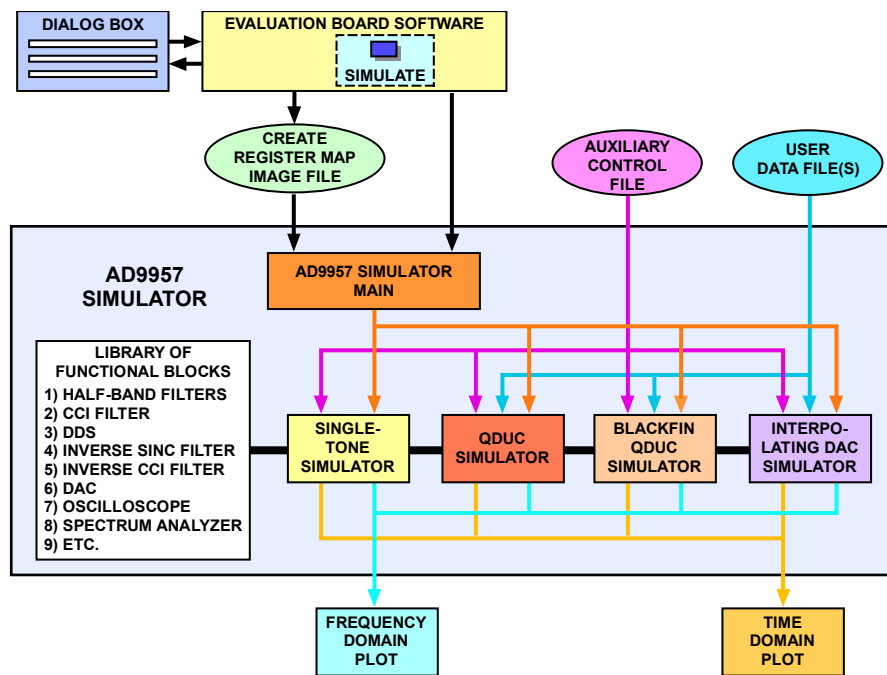 DIALOG BOX
EVALUATION BOARD SOFTWARE
SIMULATE
CREATE
REGISTER MAP
IMAGE FILE
AUXILIARY
CONTROL
FILE
USER
DATA FILE(S)
AD9957
SIMULATOR
AD9957 SIMULATOR
MAIN
LIBRARY OF
FUNCTIONAL BLOCKS
1) HALF-BAND FILTERS
2) CCI FILTER
3) DDS
4) INVERSE SINC FILTER
5) INVERSE CCI FILTER
6) DAC
7) OSCILLOSCOPE
8) SPECTRUM ANALYZER
9) ETC.
SINGLE-
TONE
SIMULATOR
QDUC
SIMULATOR
BLACKFIN
QDUC
SIMULATOR
INTERPO-
LATING DAC
SIMULATOR
FREQUENCY
DOMAIN
PLOT
TIME
DOMAIN
PLOT